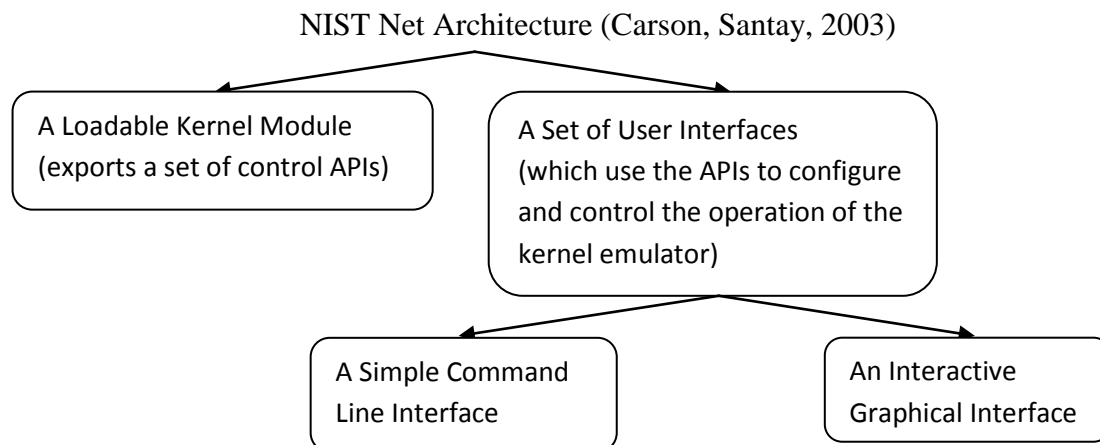 NIST Net Architecture (Carson, Santay, 2003)
A Loadable Kernel Module
(exports a set of control APIs)
A Set of User Interfaces
(which use the APIs to configure
and control the operation of the
kernel emulator)
A Simple Command
Line Interface
An Interactive
Graphical Interface